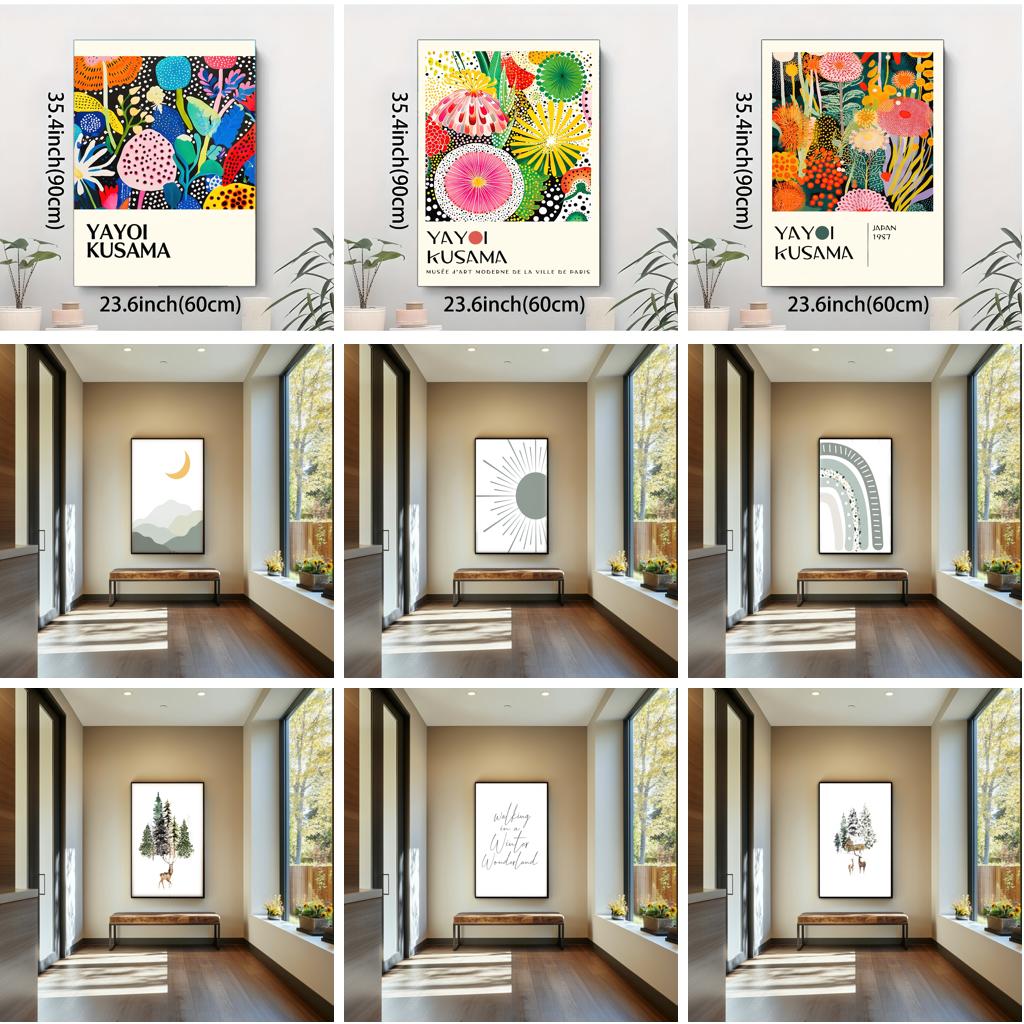 35.4inch(90cm)
YAYOI
KUSAMA
23.6inch(60cm)
35.4inch(90cm)
YAYOI
KUSAMA
MUSÉE D'ART MODERNE DE LA VILLE DE PARIS
23.6inch(60cm)
35.4inch(90cm)
YAYOI
KUSAMA
JAPAN
1987
23.6inch(60cm)
Walking
in a
Winter
Wonderland